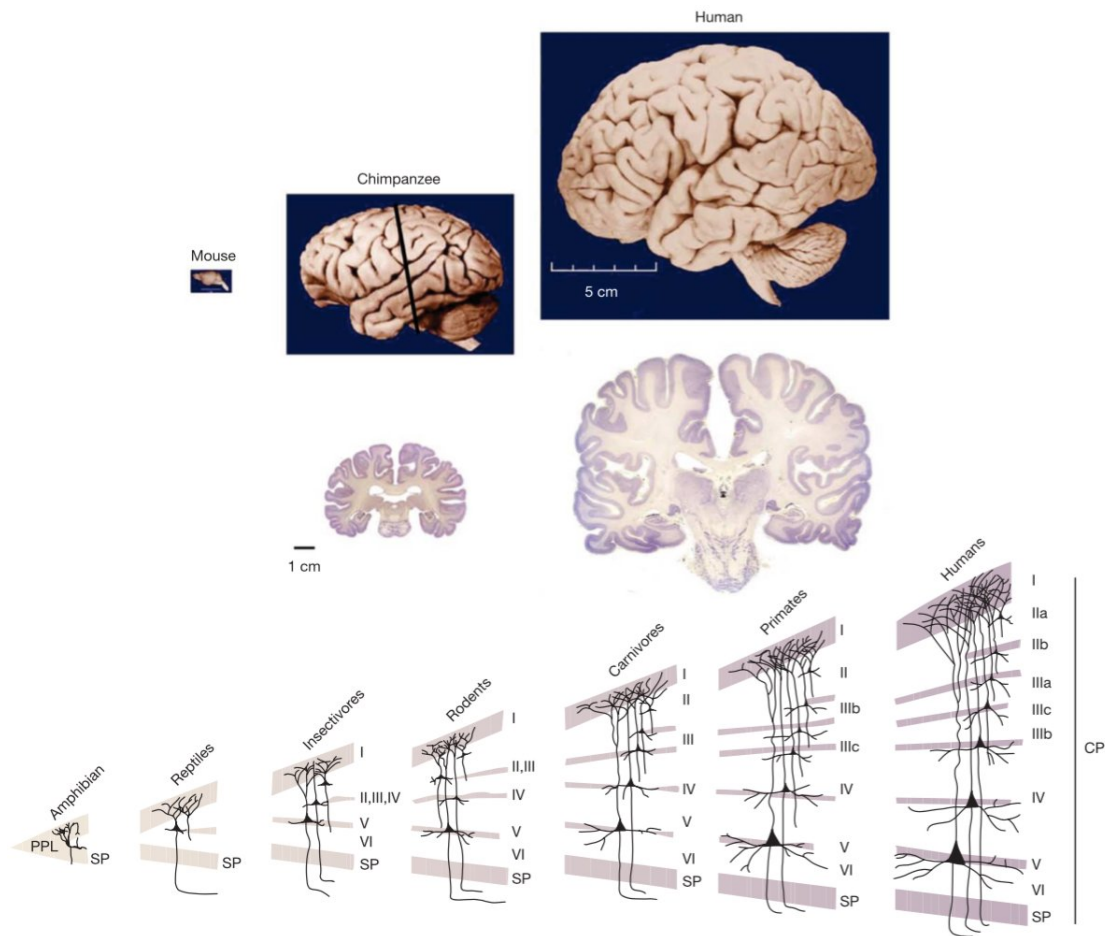 Human
Chimpanzee
Mouse
5 cm
1 cm
Amphibian
PPL
SP
Reptiles
SP
Insectivores
I
II,III,IV
V
VI
SP
Rodents
I
II,III
IV
V
VI
SP
Carnivores
I
II
III
IV
V
VI
SP
Primates
I
II
IIIb
IIIc
IV
V
VI
SP
Humans
I
IIa
IIb
IIIa
IIIc
IIIb
IV
V
VI
SP
CP